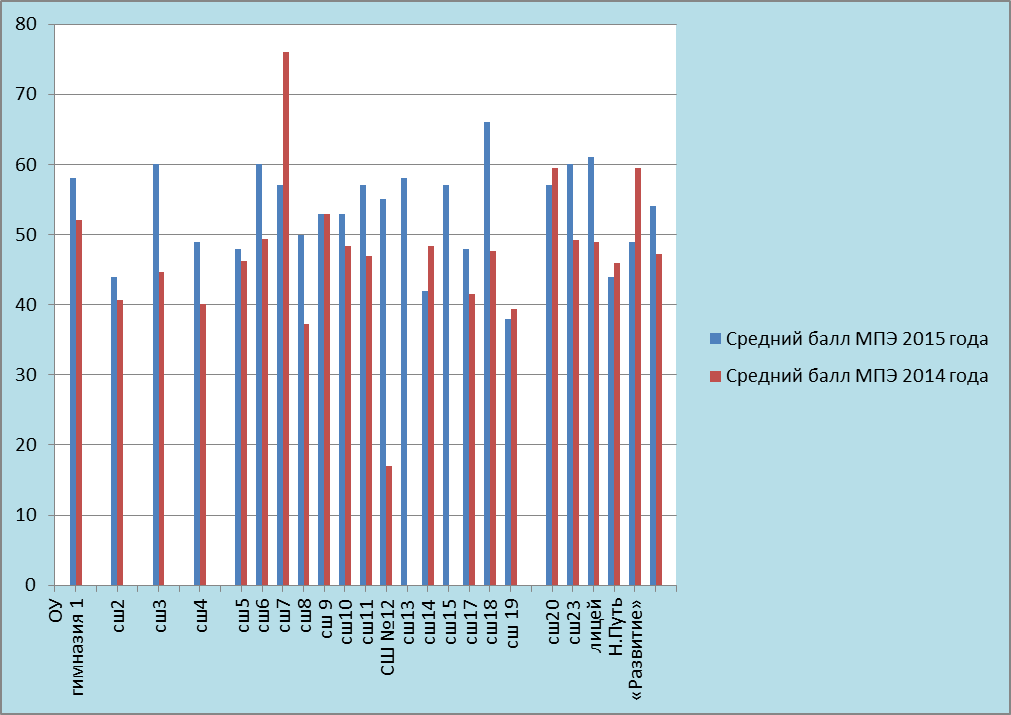 80
70
60
50
40
30
20
10
0
ОУ
гимназия 1
сш2
сш3
сш4
сш5
сш6
сш7
сш8
сш 9
сш10
сш11
СШ №12
сш13
сш14
сш15
сш17
сш18
сш 19
сш20
сш23
лицей
Н.Путь
«Развитие»
Средний балл МПЭ 2015 года
Средний балл МПЭ 2014 года